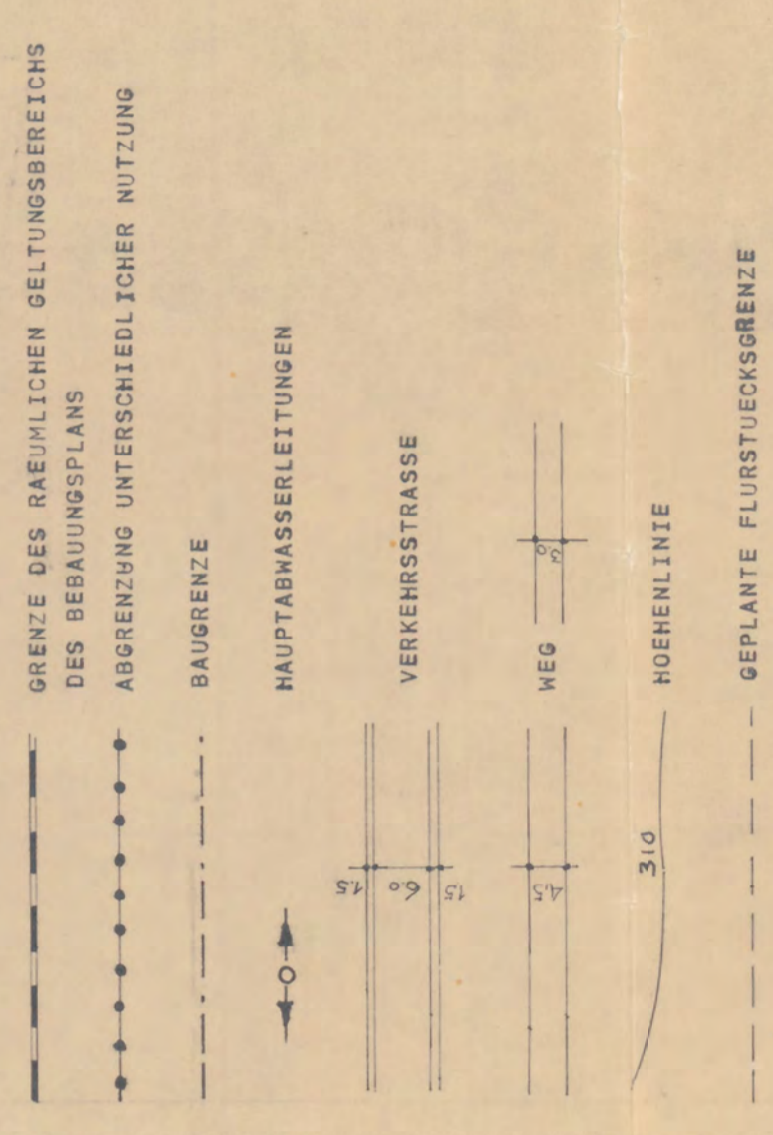 GRENZE DES RAEUMLICHEN GELTUNGSBEREICHS
DES BEBAUUNGSPLANS
ABGRENZUNG UNTERSCHIEDLICHER NUTZUNG
BAUGRENZE
HAUPTABWASSERLEITUNGEN
1.5
6.0
1.5
VERKEHRSSTRASSE
4.5
WEG
3.0
310
HOEHENLINIE
GEPLANTE FLURSTUECKSGRENZE